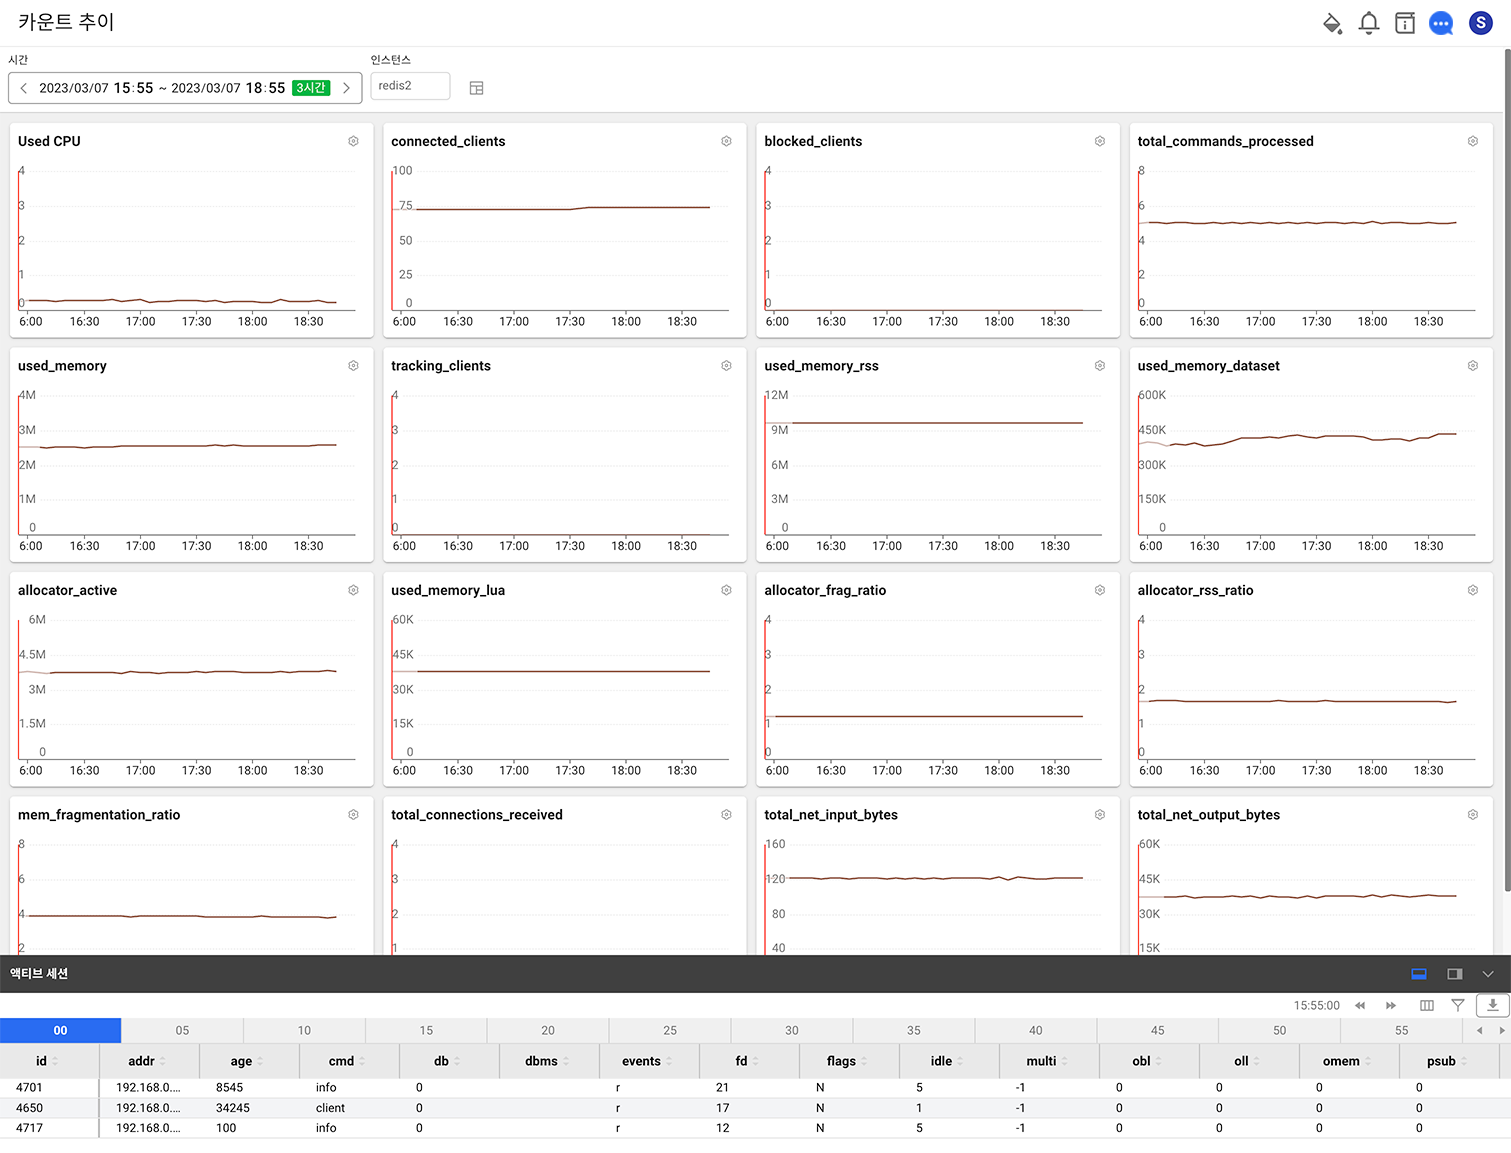 카운트 추이
S
시간
인스턴스
2023/03/07 15:55 ~ 2023/03/07 18:55 3시간
redis2
Used CPU
4
3
2
1
0
6:00 16:30 17:00 17:30 18:00 18:30
connected_clients
100
75
50
25
0
6:00 16:30 17:00 17:30 18:00 18:30
blocked_clients
4
3
2
1
0
6:00 16:30 17:00 17:30 18:00 18:30
total_commands_processed
8
6
4
2
0
6:00 16:30 17:00 17:30 18:00 18:30
used_memory
4M
3M
2M
1M
0
6:00 16:30 17:00 17:30 18:00 18:30
tracking_clients
4
3
2
1
0
6:00 16:30 17:00 17:30 18:00 18:30
used_memory_rss
12M
9M
6M
3M
0
6:00 16:30 17:00 17:30 18:00 18:30
used_memory_dataset
600K
450K
300K
150K
0
6:00 16:30 17:00 17:30 18:00 18:30
allocator_active
6M
4.5M
3M
1.5M
0
6:00 16:30 17:00 17:30 18:00 18:30
used_memory_lua
60K
45K
30K
15K
0
6:00 16:30 17:00 17:30 18:00 18:30
allocator_frag_ratio
4
3
2
1
0
6:00 16:30 17:00 17:30 18:00 18:30
allocator_rss_ratio
4
3
2
1
0
6:00 16:30 17:00 17:30 18:00 18:30
mem_fragmentation_ratio
8
6
4
2
total_connections_received
4
3
2
1
total_net_input_bytes
160
120
80
40
total_net_output_bytes
60K
45K
30K
15K
액티브 세션
15:55:00
00 05 10 15 20 25 30 35 40 45 50 55
id addr age cmd db dbms events fd flags idle multi obl oll omem psub
4701 192.168.0.... 8545 info 0 r 21 N 5 -1 0 0 0 0
4650 192.168.0.... 34245 client 0 r 17 N 1 -1 0 0 0 0
4717 192.168.0.... 100 info 0 r 12 N 5 -1 0 0 0 0